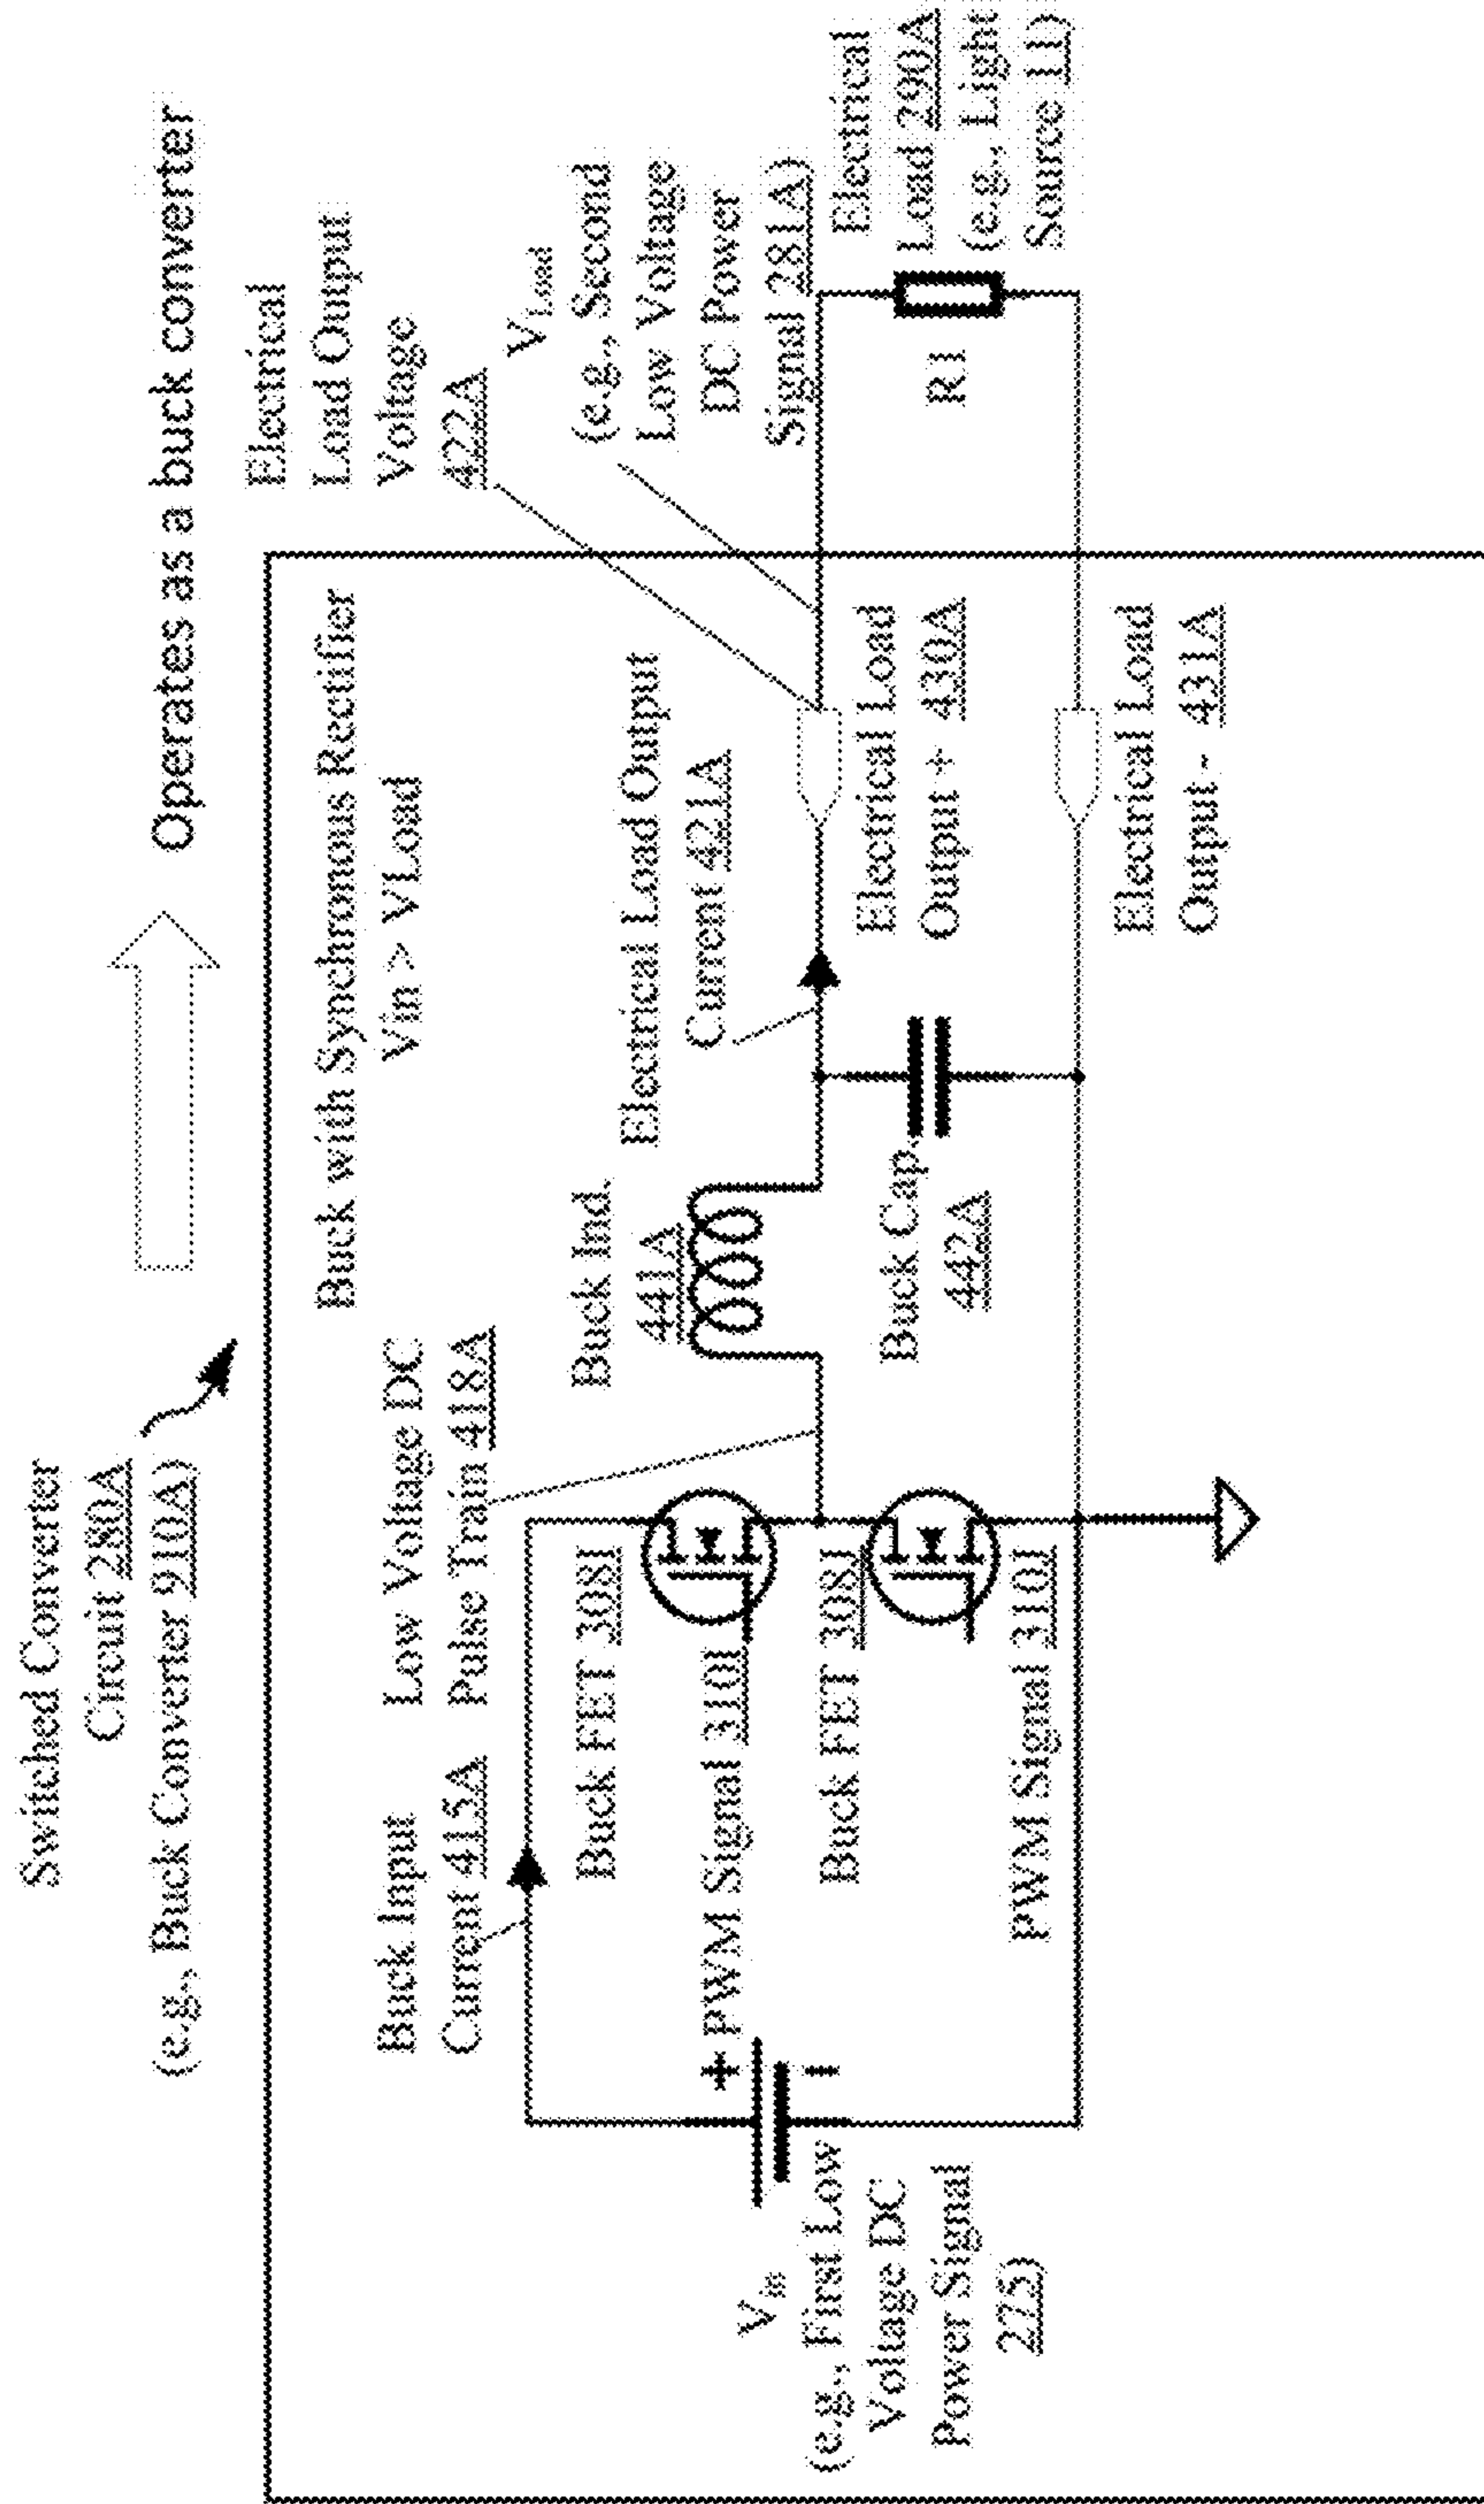 Switched Converter
Circuit 280A
(e.g., Buck Converter 910A)
Operates as a buck converter
Buck with Synchronous Rectifier
Vin > VLoad
Electrical
Load Output
Voltage
422A
VLoad
(e.g., Second
Low Voltage
DC Power
Signal 281A)
Electrical
Load 290A
(e.g., Light
Source 11)
R1
Buck Input
Current 415A
Low Voltage DC
Pulse Train 418A
Buck Ind.
441A
Electrical Load Output
Current 421A
Buck FET 308I
+ PWM Signal 310I
-
Buck FET 308J
PWM Signal 310J
Buck Cap.
442A
Electrical Load
Output + 430A
Electrical Load
Output - 431A
Vin
(e.g., First Low
Voltage DC
Power Signal
275)